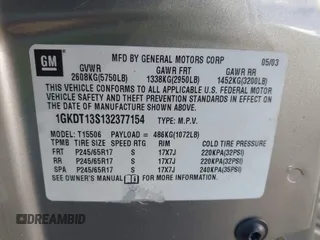 GM
MFD BY GENERAL MOTORS CORP
05/03
GVWR GAWR FRT GAWR RR
2608KG(5750LB) 1338KG(2950LB) 1452KG(3200LB)
THIS VEHICLE CONFORMS TO ALL APPLICABLE U.S. FEDERAL MOTOR
VEHICLE SAFETY AND THEFT PREVENTION STANDARDS IN
EFFECT ON THE DATE OF MANUFACTURE SHOWN ABOVE.
1GKDT13S132377154 TYPE: M.P.V.
MODEL: T15506 PAYLOAD = 486KG(1072LB)
TPMB TIRE SIZE SPEED RTG RIM COLD TIRE PRESSURE
FRT P245/65R17 S 17X7J 220KPA(32PSI)
RR P245/65R17 S 17X7J 220KPA(32PSI)
SPA P245/65R17 S 17X7J 240KPA(35PSI)
SEE OWNER'S MANUAL FOR ADDITIONAL INFORMATION.
DREAMBID